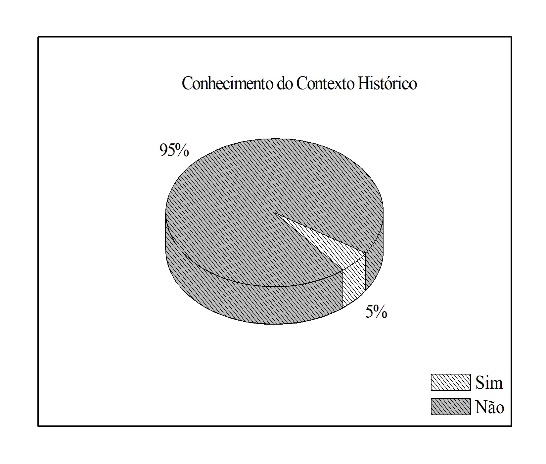 Conhecimento do Contexto Histórico
95%
5%
Sim
Não